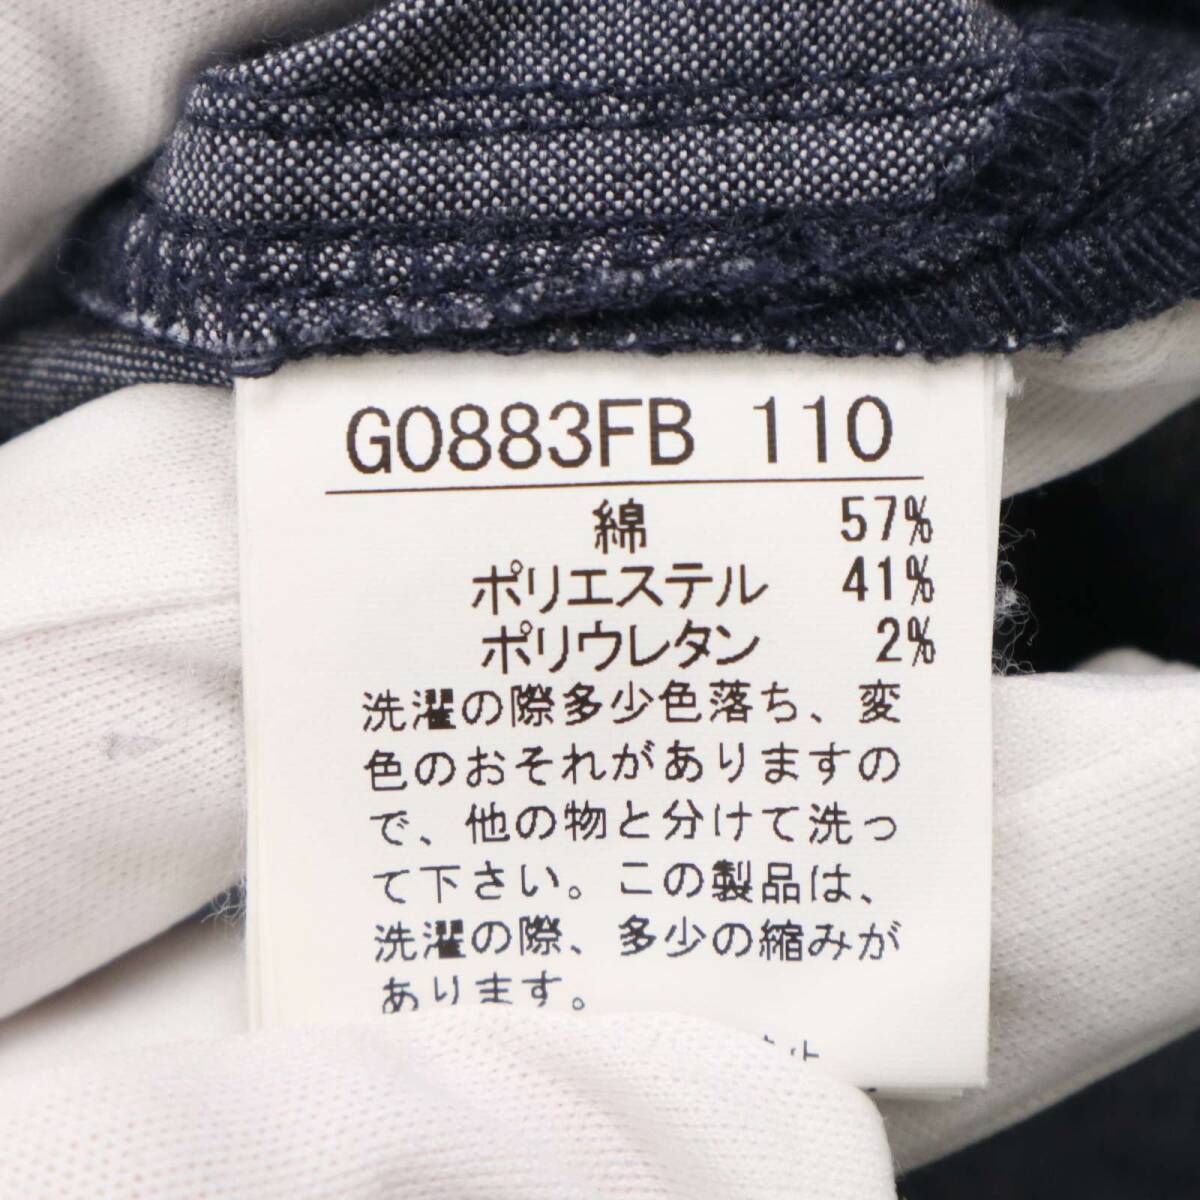 G0883FB 110
綿 57%
ポリエステル 41%
ポリウレタン 2%
洗濯の際多少色落ち、変
色のおそれがありますの
で、他の物と分けて洗っ
て下さい。この製品は、
洗濯の際、多少の縮みが
あります。